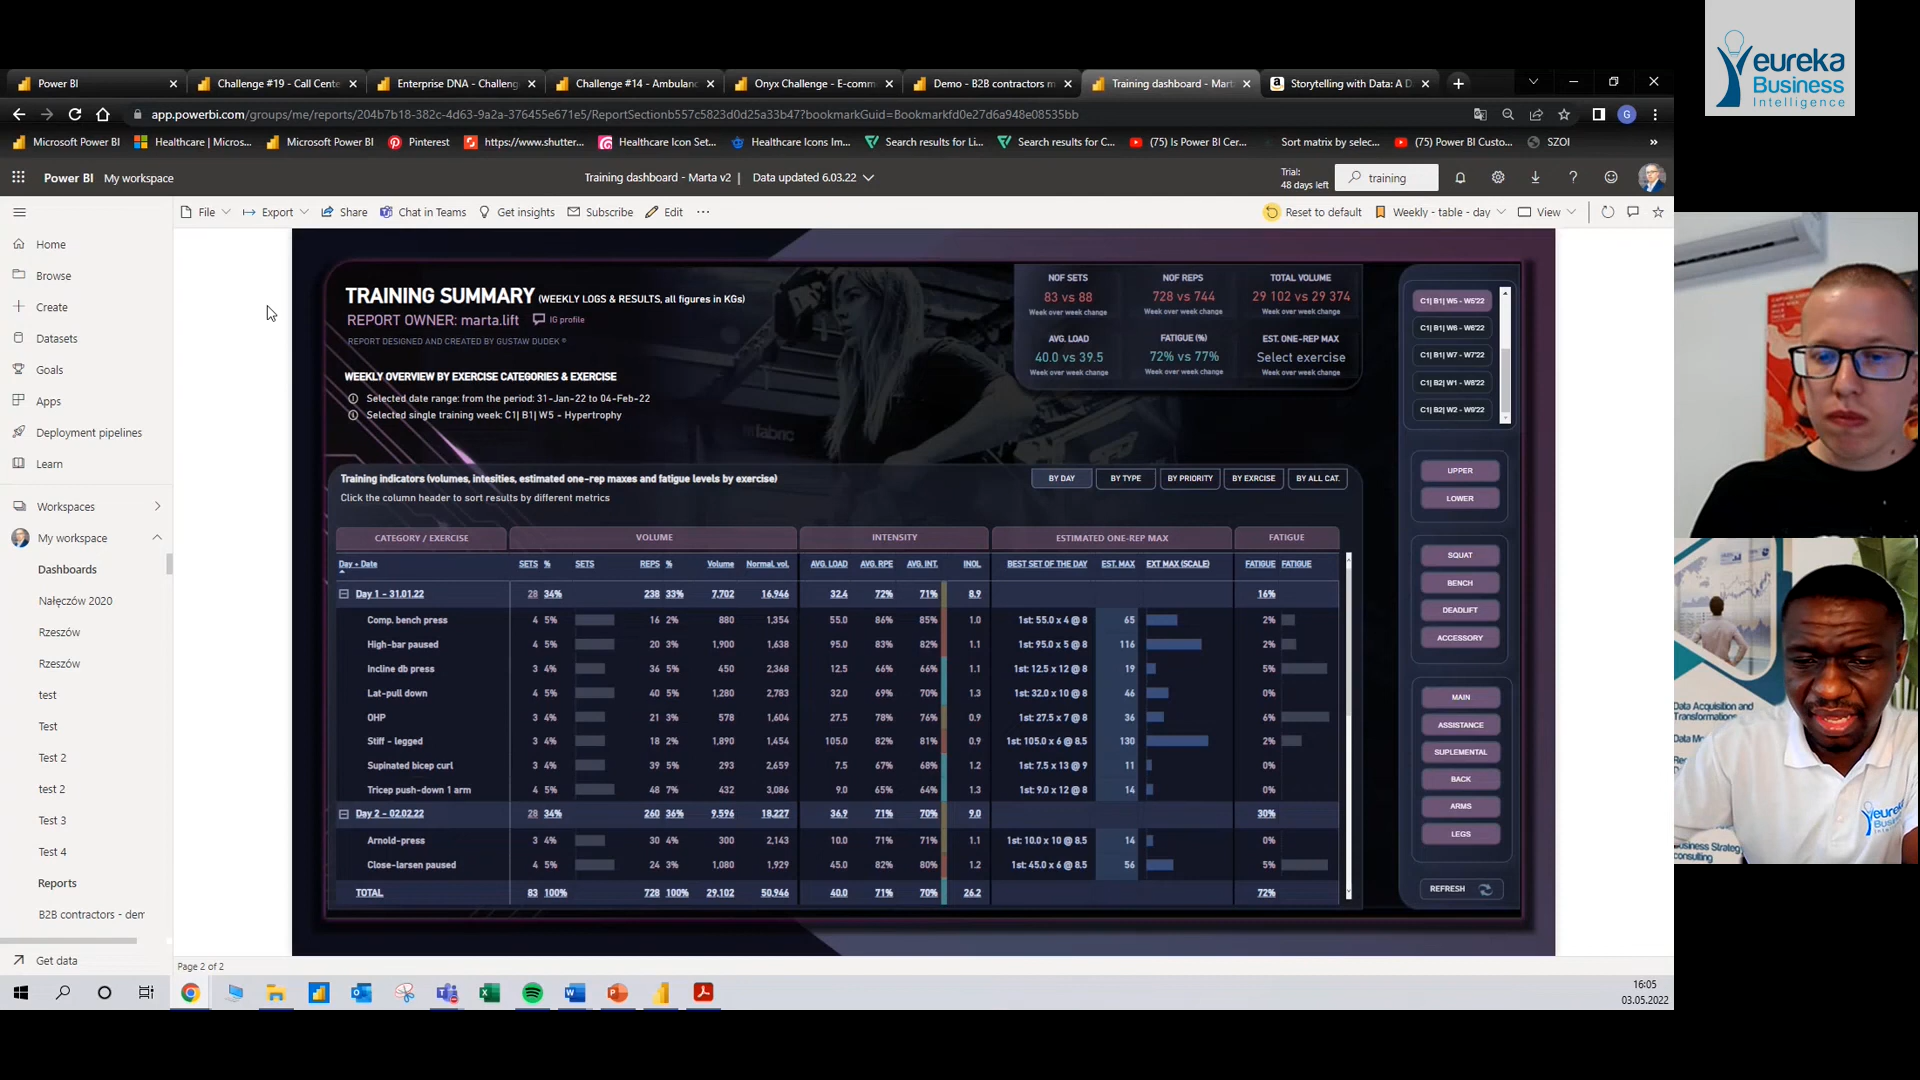 eureka
Business
Intelligence
Power BI
Challenge #19 - Call Cente
Enterprise DNA - Challeng
Challenge #14 - Ambulanc
Onyx Challenge - E-comm
Demo - B2B contractors m
Training dashboard - Mart
Storytelling with Data: A D
app.powerbi.com/groups/me/reports/204b7b18-382c-4d63-9a2a-376455e671e5/ReportSectionb557c5823d0d25a33b47?bookmarkGuid=Bookmarkfd0e27d6a948e08535bb
Microsoft Power BI
Healthcare | Micros...
Microsoft Power BI
Pinterest
https://www.shutter...
Healthcare Icon Set...
Healthcare Icons Im...
Search results for Li...
Search results for C...
(75) Is Power BI Cer...
Sort matrix by selec...
(75) Power BI Custo...
SZOI
Power BI My workspace
Training dashboard - Marta v2 | Data updated 6.03.22
Trial:
48 days left
training
File
Export
Share
Chat in Teams
Get insights
Subscribe
Edit
Reset to default
Weekly - table - day
View
Home
Browse
Create
Datasets
Goals
Apps
Deployment pipelines
Learn
Workspaces
My workspace
Dashboards
Nałęczów 2020
Rzeszów
Rzeszów
test
Test
Test 2
test 2
Test 3
Test 4
Reports
B2B contractors - dem
Get data
TRAINING SUMMARY (WEEKLY LOGS & RESULTS, all figures in KGs)
REPORT OWNER: marta.lift IG profile
REPORT DESIGNED AND CREATED BY GUSTAW DUDEK ®
WEEKLY OVERVIEW BY EXERCISE CATEGORIES & EXERCISE
Selected date range: from the period: 31-Jan-22 to 04-Feb-22
Selected single training week: C1| B1| W5 - Hypertrophy
NOF SETS NOF REPS TOTAL VOLUME
83 vs 88 728 vs 744 29 102 vs 29 374
Week over week change Week over week change Week over week change
AVG. LOAD FATIGUE (%) EST. ONE-REP MAX
40.0 vs 39.5 72% vs 77% Select exercise
Week over week change Week over week change Week over week change
Training indicators (volumes, intesities, estimated one-rep maxes and fatigue levels by exercise)
Click the column header to sort results by different metrics
BY DAY BY TYPE BY PRIORITY BY EXRCISE BY ALL CAT.
CATEGORY / EXERCISE VOLUME INTENSITY ESTIMATED ONE-REP MAX FATIGUE
Day + Date SETS % SETS REPS % Volume Normal. vol. AVG. LOAD AVG. RPE AVG. INT. INOL BEST SET OF THE DAY EST. MAX EXT MAX (SCALE) FATIGUE FATIGUE
Day 1 - 31.01.22 28 34% 238 33% 7,702 16,946 32.4 72% 71% 8.9 16%
Comp. bench press 4 5% 16 2% 880 1,354 55.0 86% 85% 1.0 1st: 55.0 x 4 @ 8 65 2%
High-bar paused 4 5% 20 3% 1,900 1,638 95.0 83% 82% 1.1 1st: 95.0 x 5 @ 8 116 2%
Incline db press 3 4% 36 5% 450 2,368 12.5 66% 66% 1.1 1st: 12.5 x 12 @ 8 19 5%
Lat-pull down 4 5% 40 5% 1,280 2,783 32.0 69% 70% 1.3 1st: 32.0 x 10 @ 8 46 0%
OHP 3 4% 21 3% 578 1,604 27.5 78% 76% 0.9 1st: 27.5 x 7 @ 8 36 6%
Stiff - legged 3 4% 18 2% 1,890 1,454 105.0 82% 81% 0.9 1st: 105.0 x 6 @ 8.5 130 2%
Supinated bicep curl 3 4% 39 5% 293 2,659 7.5 67% 68% 1.2 1st: 7.5 x 13 @ 9 11 0%
Tricep push-down 1 arm 4 5% 48 7% 432 3,086 9.0 65% 64% 1.3 1st: 9.0 x 12 @ 8 14 0%
Day 2 - 02.02.22 28 34% 260 36% 9,596 18,227 36.9 71% 70% 9.0 30%
Arnold-press 3 4% 30 4% 300 2,143 10.0 71% 71% 1.1 1st: 10.0 x 10 @ 8.5 14 0%
Close-larsen paused 4 5% 24 3% 1,080 1,929 45.0 82% 80% 1.2 1st: 45.0 x 6 @ 8.5 56 5%
TOTAL 83 100% 728 100% 29,102 50,946 40.0 71% 70% 26.2 72%
C1| B1| W5 - W5'22
C1| B1| W6 - W6'22
C1| B1| W7 - W7'22
C1| B2| W1 - W8'22
C1| B2| W2 - W9'22
UPPER
LOWER
SQUAT
BENCH
DEADLIFT
ACCESSORY
MAIN
ASSISTANCE
SUPLEMENTAL
BACK
ARMS
LEGS
REFRESH
Page 2 of 2
16:05
03.05.2022
Data Acquisition and
Transformations
Business Strategy
consulting
eureka